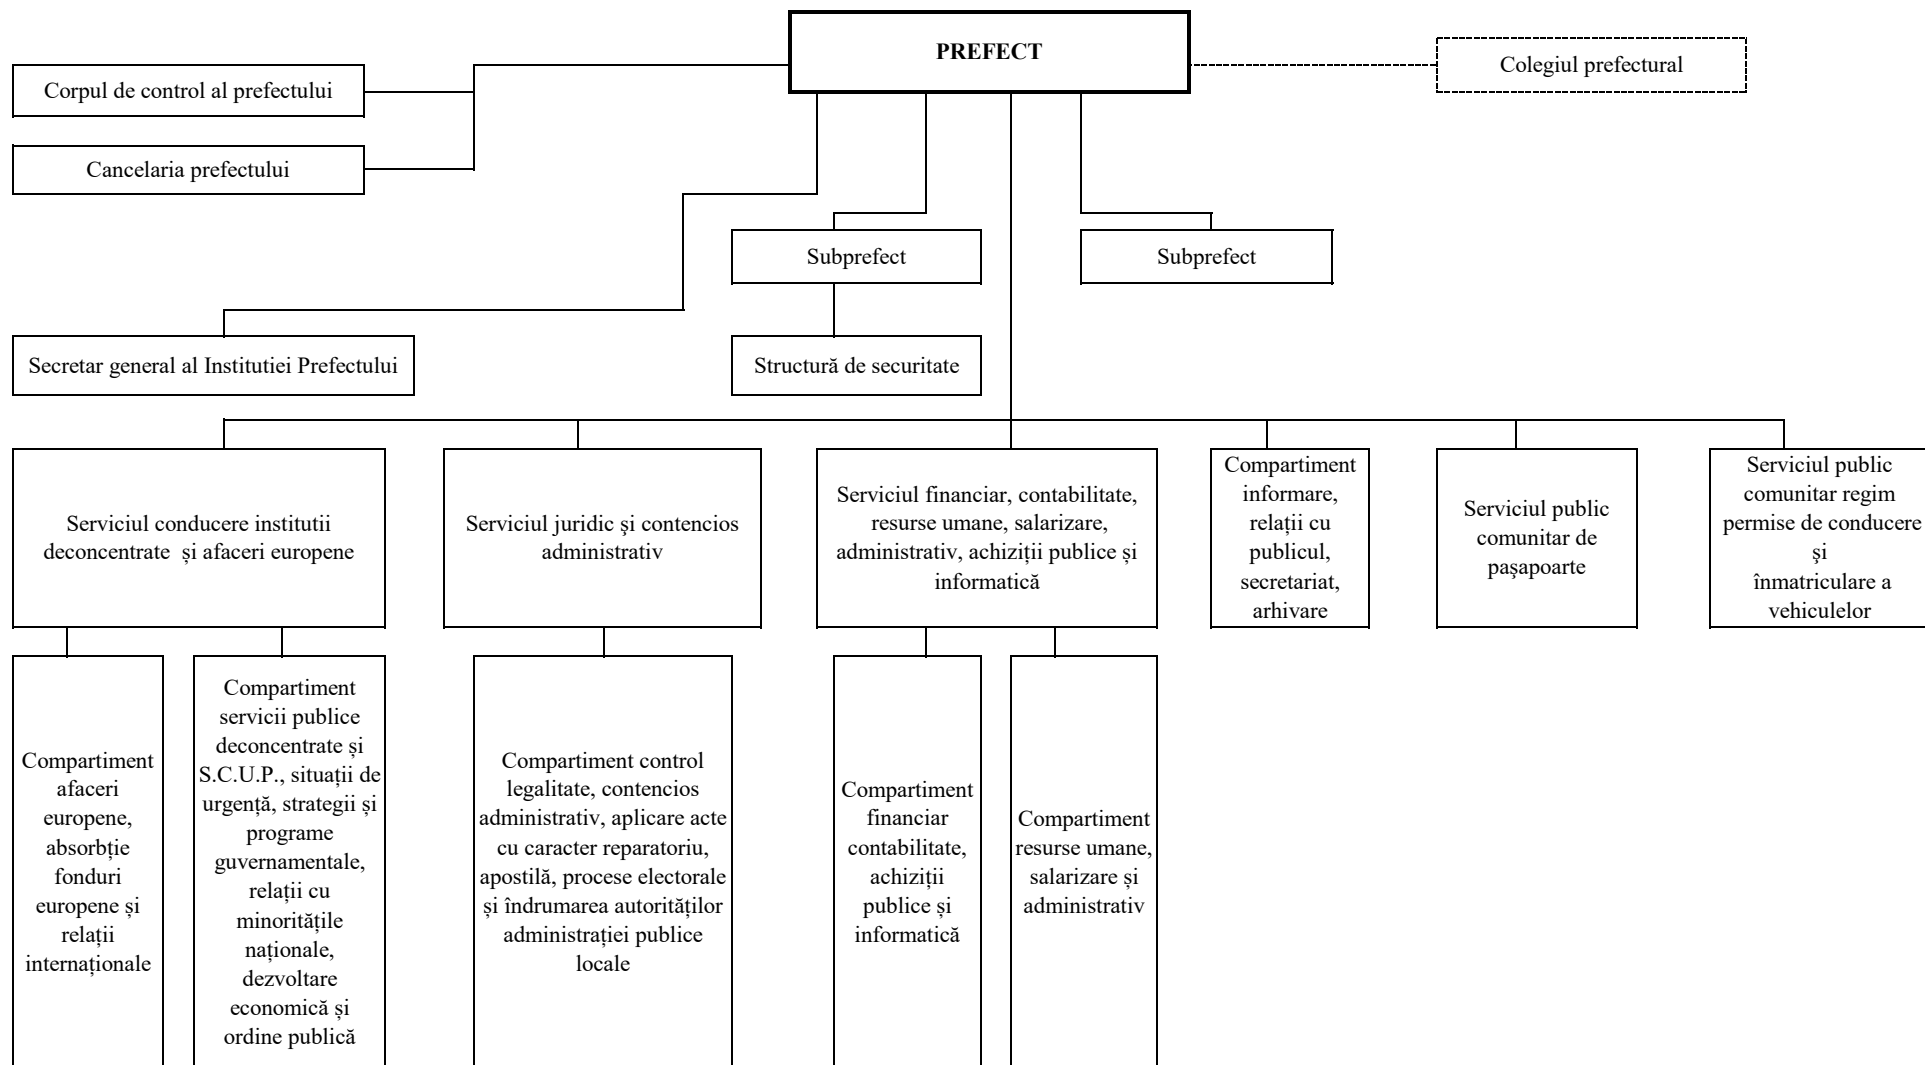 PREFECT
Colegiul prefectural
Corpul de control al prefectului
Cancelaria prefectului
Subprefect
Subprefect
Secretar general al Institutiei Prefectului
Structură de securitate
Serviciul conducere institutii
deconcentrate și afaceri europene
Serviciul juridic şi contencios
administrativ
Serviciul financiar, contabilitate,
resurse umane, salarizare,
administrativ, achiziții publice și
informatică
Compartiment
informare,
relații cu
publicul,
secretariat,
arhivare
Serviciul public
comunitar de
paşapoarte
Serviciul public
comunitar regim
permise de conducere
și
înmatriculare a
vehiculelor
Compartiment
afaceri
europene,
absorbție
fonduri
europene și
relații
internaționale
Compartiment
servicii publice
deconcentrate și
S.C.U.P., situații de
urgență, strategii și
programe
guvernamentale,
relații cu
minoritățile
naționale,
dezvoltare
economică și
ordine publică
Compartiment control
legalitate, contencios
administrativ, aplicare acte
cu caracter reparatoriu,
apostilă, procese electorale
și îndrumarea autorităților
administrației publice
locale
Compartiment
financiar
contabilitate,
achiziții
publice și
informatică
Compartiment
resurse umane,
salarizare și
administrativ